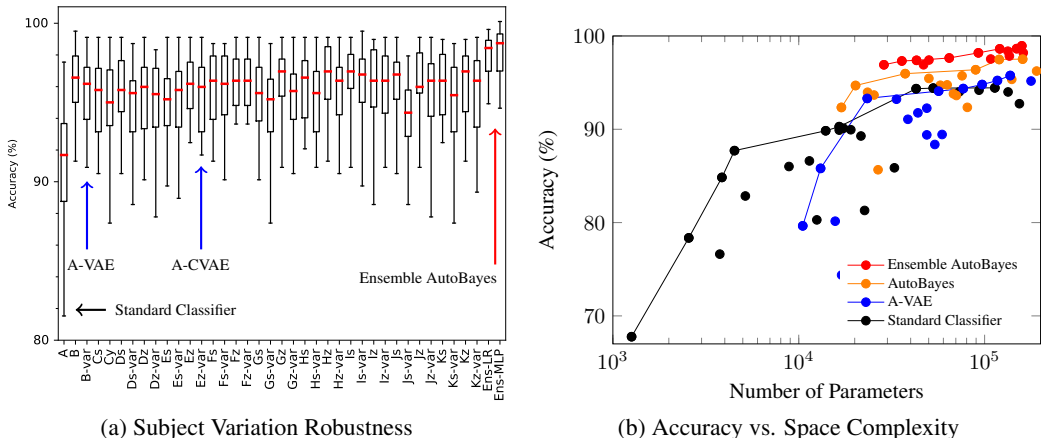 100
90
80
Accuracy (%)
A-VAE
A-CVAE
Ensemble AutoBayes
Standard Classifier
A
B
B-var
Cs
Cy
Ds
Ds-var
Dz
Dz-var
Es
Es-var
Ez
Ez-var
Fs
Fs-var
Fz
Fz-var
Gs
Gs-var
Gz
Gz-var
Hs
Hs-var
Hz
Hz-var
Is
Is-var
Iz
Iz-var
Js
Js-var
Jz
Jz-var
Ks
Ks-var
Kz
Kz-var
Ens-LR
Ens-MLP
(a) Subject Variation Robustness
100
90
80
70
Accuracy (%)
Ensemble AutoBayes
AutoBayes
A-VAE
Standard Classifier
10³
10⁴
10⁵
Number of Parameters
(b) Accuracy vs. Space Complexity